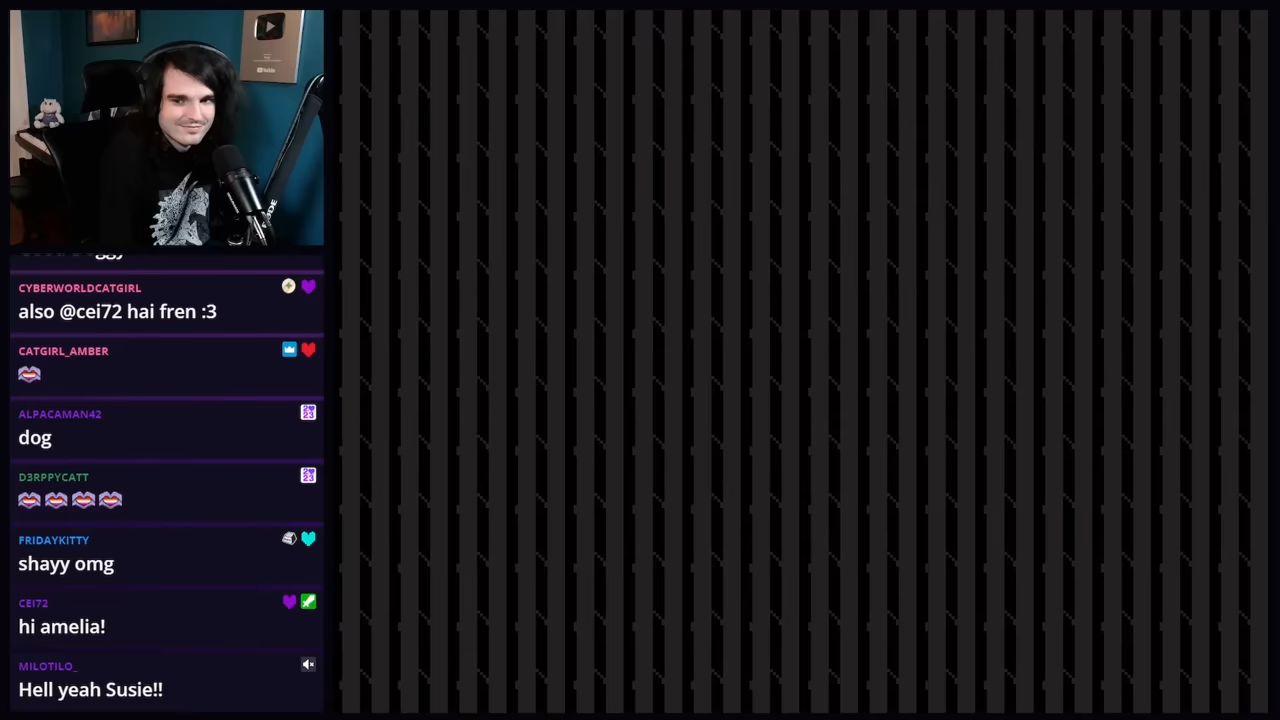 CYBERWORLDCATGIRL
also @cei72 hai fren :3
CATGIRL_AMBER
ALPACAMAN42
dog
D3RPPYCATT
FRIDAYKITTY
shayy omg
CEI72
hi amelia!
MILOTILO_
Hell yeah Susie!!